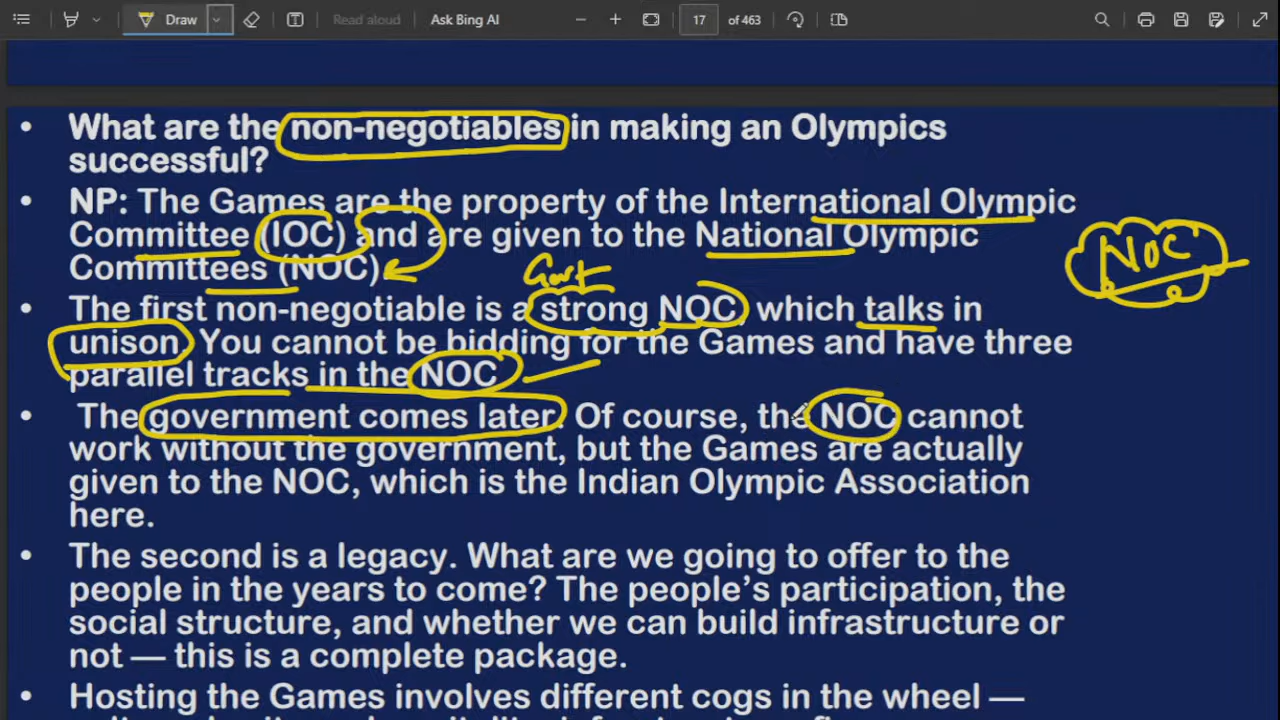 Draw
Read aloud
Ask Bing AI
17
of 463
• What are the non-negotiables in making an Olympics
successful?
• NP: The Games are the property of the International Olympic
Committee (IOC) and are given to the National Olympic
Committees (NOC)
NOC
Govt
• The first non-negotiable is a strong NOC, which talks in
unison. You cannot be bidding for the Games and have three
parallel tracks in the NOC
• The government comes later. Of course, the NOC cannot
work without the government, but the Games are actually
given to the NOC, which is the Indian Olympic Association
here.
• The second is a legacy. What are we going to offer to the
people in the years to come? The people’s participation, the
social structure, and whether we can build infrastructure or
not — this is a complete package.
• Hosting the Games involves different cogs in the wheel —